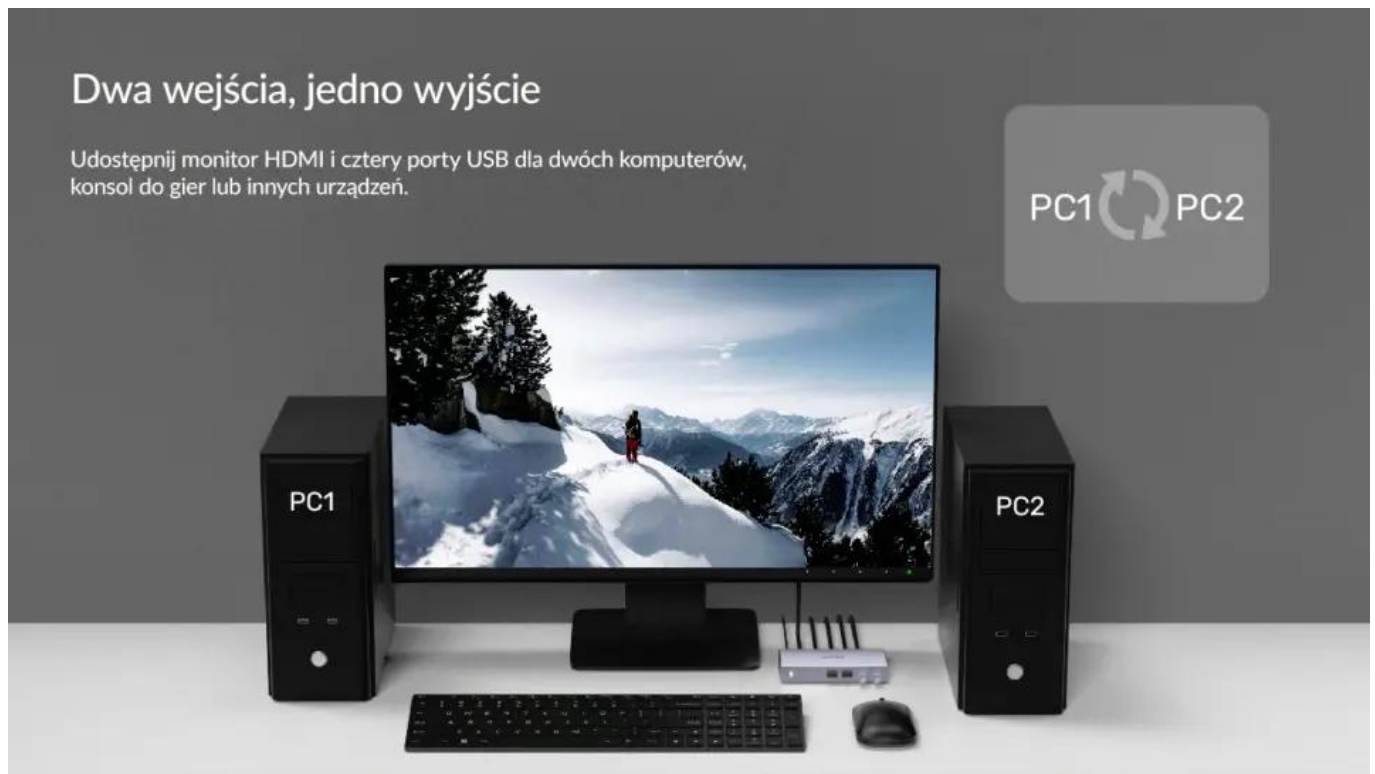 Dwa wejścia, jedno wyjście
Udostępnij monitor HDMI i cztery porty USB dla dwóch komputerów,
konsol do gier lub innych urządzeń.
PC1 PC2
PC1
PC2